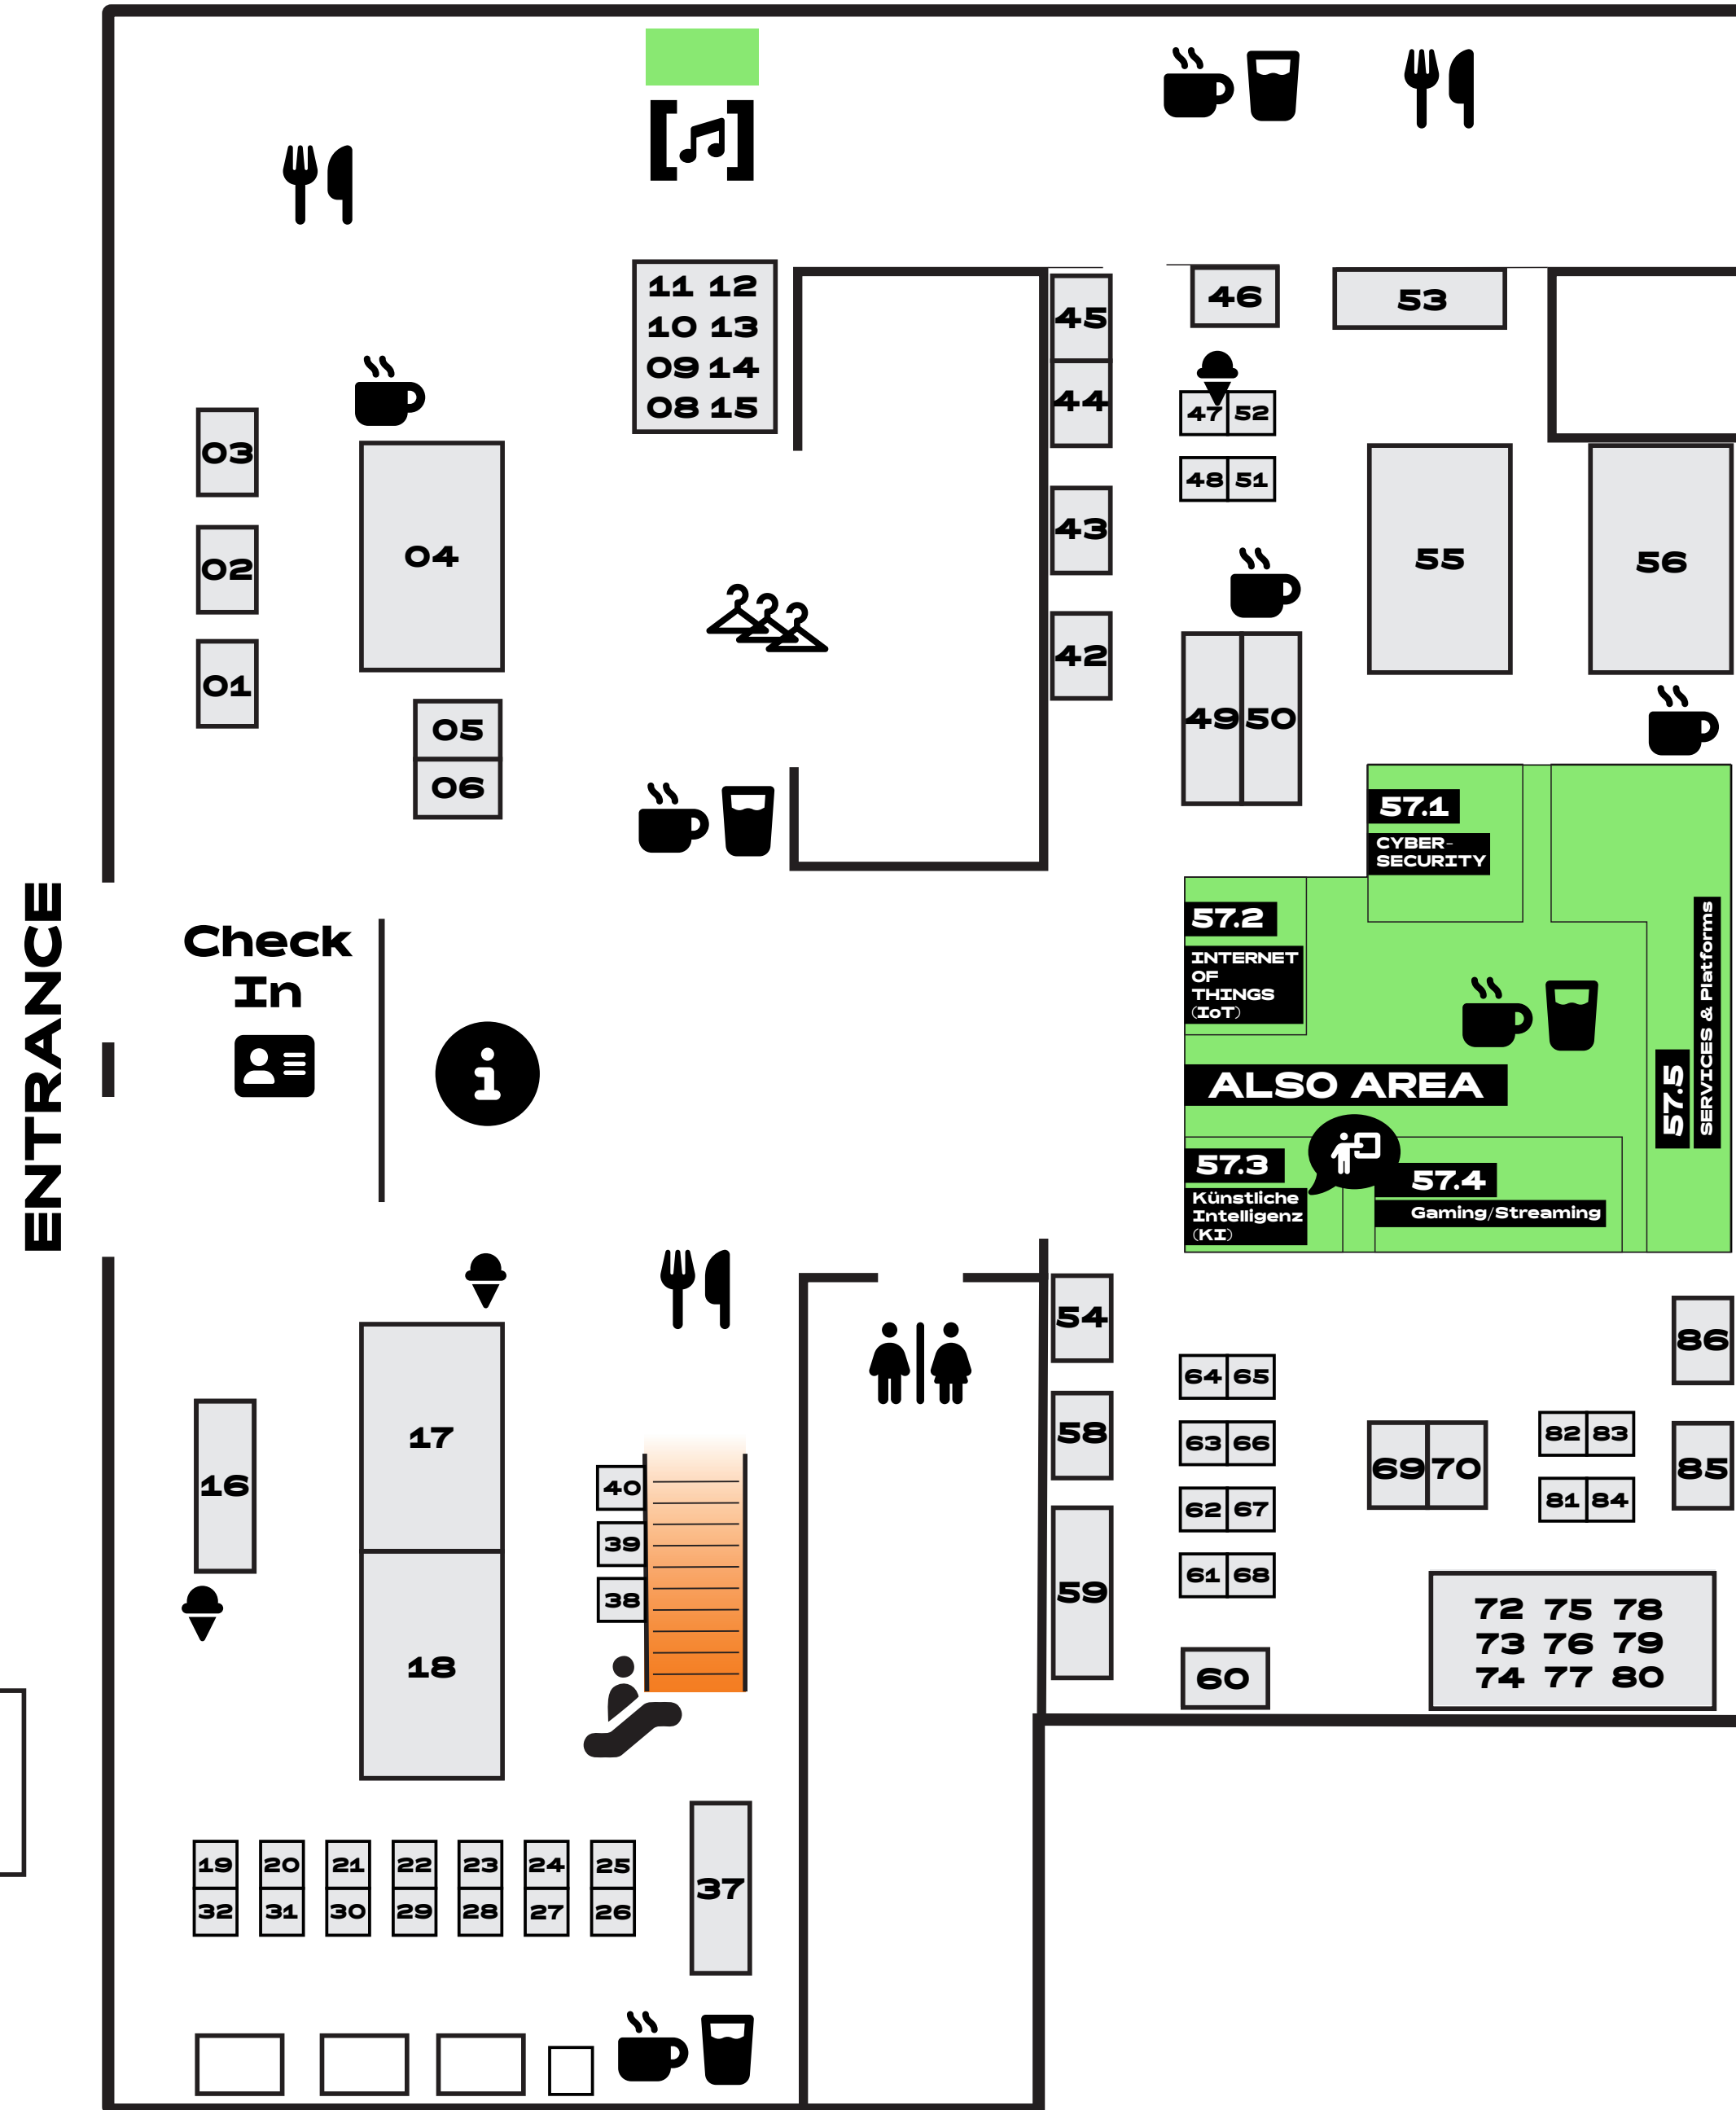 ENTRANCE
Check
In
i
11 12
10 13
09 14
08 15
03
02
01
04
05
06
45
44
43
42
46
53
47 52
48 51
49 50
55
56
57.1
CYBER-
SECURITY
57.2
INTERNET
OF
THINGS
(IoT)
ALSO AREA
57.3
Künstliche
Intelligenz
(KI)
57.4
Gaming/Streaming
57.5
SERVICES & Platforms
16
17
18
40
39
38
37
19 20 21 22 23 24 25
32 31 30 29 28 27 26
54
58
59
64 65
63 66
62 67
61 68
60
69 70
82 83
81 84
86
85
72 75 78
73 76 79
74 77 80